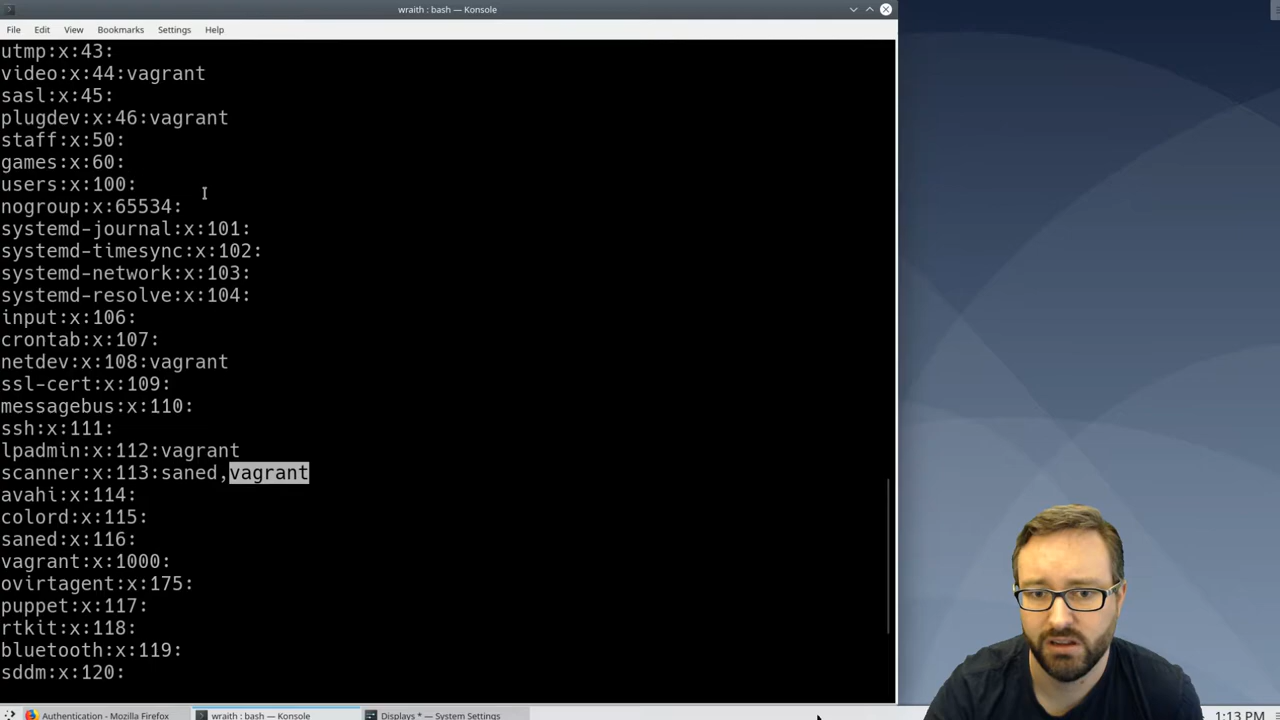 wraith : bash — Konsole
File Edit View Bookmarks Settings Help
utmp:x:43:
video:x:44:vagrant
sasl:x:45:
plugdev:x:46:vagrant
staff:x:50:
games:x:60:
users:x:100:
nogroup:x:65534:
systemd-journal:x:101:
systemd-timesync:x:102:
systemd-network:x:103:
systemd-resolve:x:104:
input:x:106:
crontab:x:107:
netdev:x:108:vagrant
ssl-cert:x:109:
messagebus:x:110:
ssh:x:111:
lpadmin:x:112:vagrant
scanner:x:113:saned,vagrant
avahi:x:114:
colord:x:115:
saned:x:116:
vagrant:x:1000:
ovirtagent:x:175:
puppet:x:117:
rtkit:x:118:
bluetooth:x:119:
sddm:x:120:
Authentication - Mozilla Firefox wraith : bash — Konsole Displays * — System Settings 1:13 PM